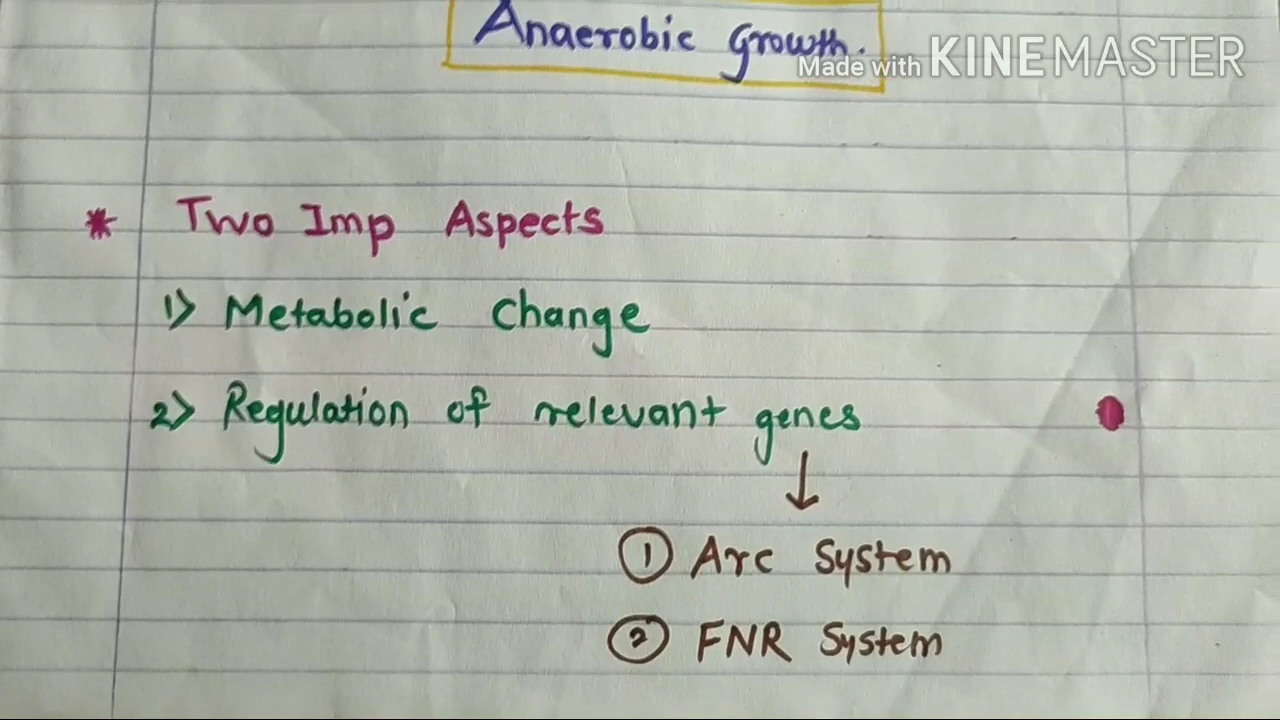 Anaerobic Growth.
Made with KINEMASTER
* Two Imp Aspects
1) Metabolic Change
2) Regulation of relevant genes
↓
① Arc System
② FNR System